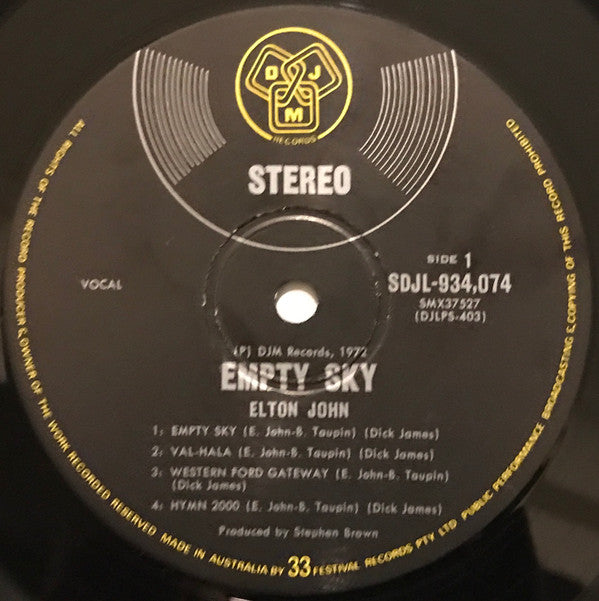 D J
M
RECORDS
STEREO
SIDE 1
VOCAL
SDJL-934,074
SMX37527
(DJLPS-403)
(P) DJM Records, 1972
EMPTY SKY
ELTON JOHN
1: EMPTY SKY (E. John-B. Taupin) (Dick James)
2: VAL-HALA (E. John-B. Taupin) (Dick James)
3: WESTERN FORD GATEWAY (E. John-B. Taupin)
(Dick James)
4: HYMN 2000 (E. John-B. Taupin) (Dick James)
Produced by Stephen Brown
ALL RIGHTS OF THE RECORD PRODUCER & OWNER OF THE WORK RECORDED RESERVED MADE IN AUSTRALIA BY 33 FESTIVAL RECORDS PTY LTD PUBLIC PERFORMANCE BROADCASTING & COPYING OF THIS RECORD PROHIBITED